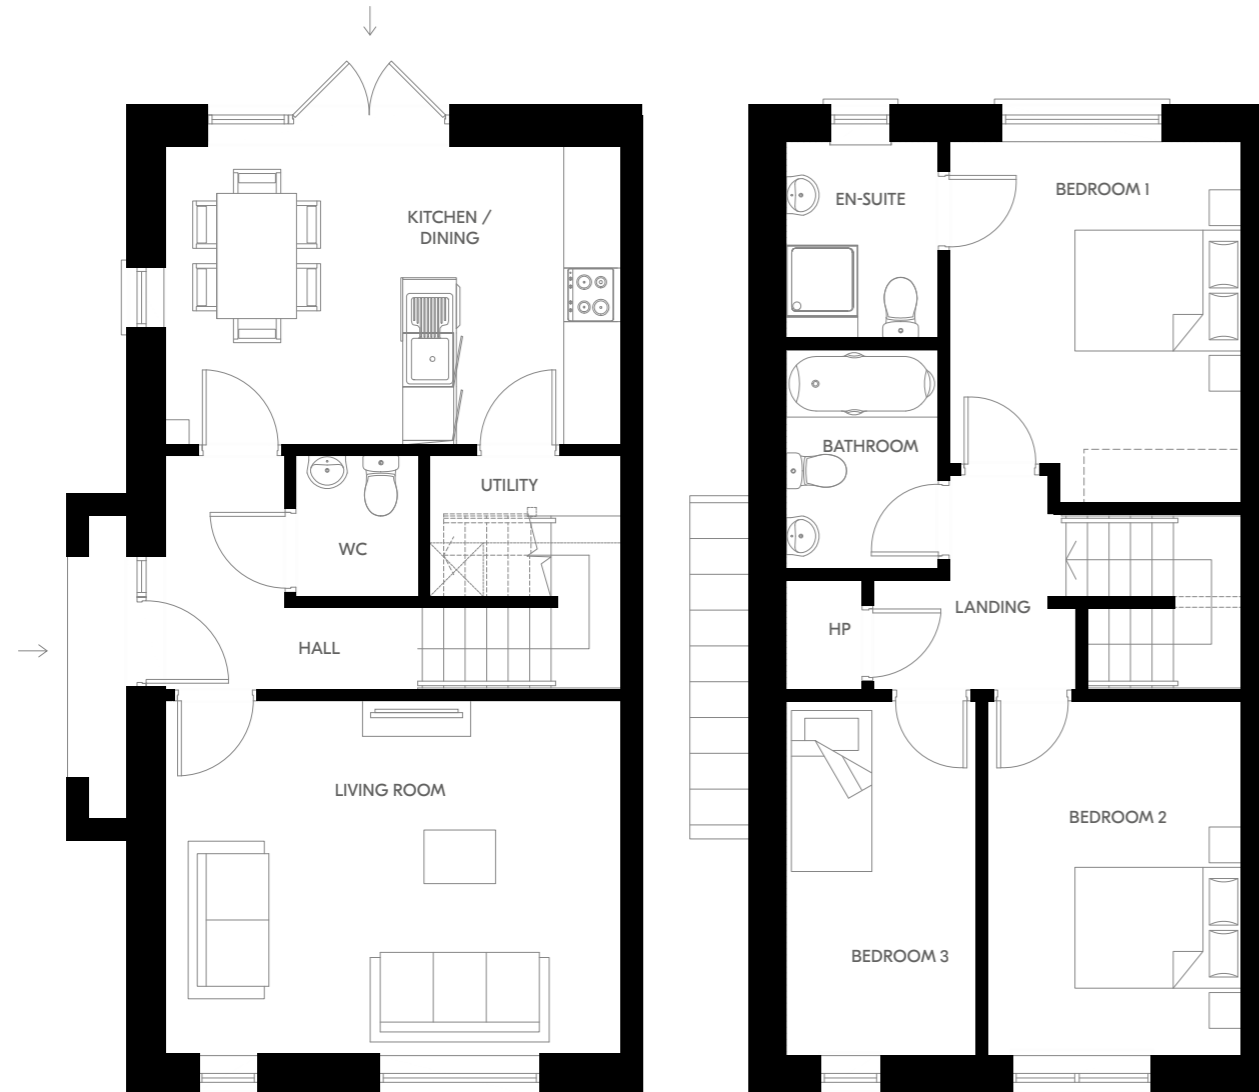 KITCHEN /
DINING
UTILITY
WC
HALL
LIVING ROOM
EN-SUITE
BEDROOM 1
BATHROOM
LANDING
HP
BEDROOM 2
BEDROOM 3